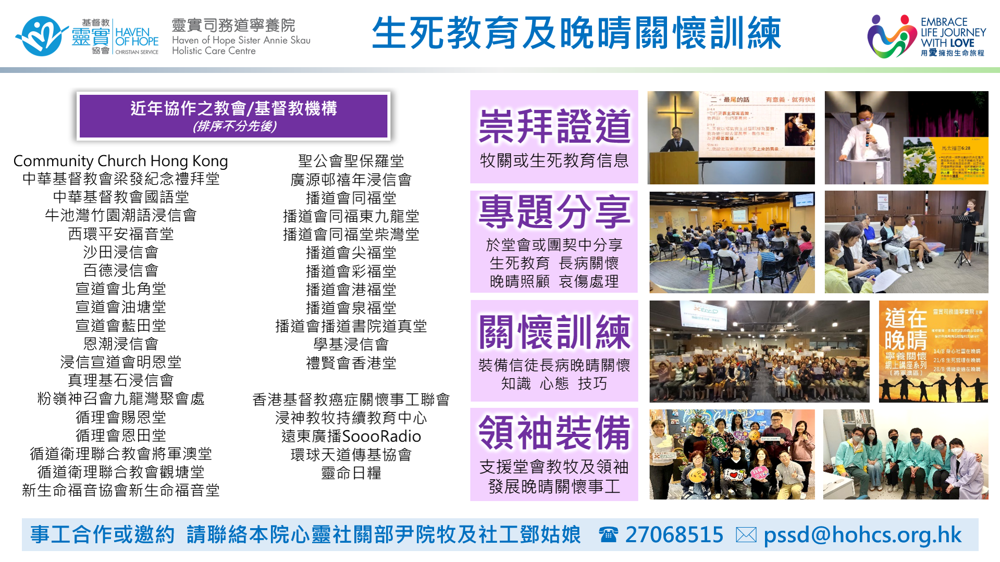 基督教
靈實
協會
HAVEN
OF HOPE
CHRISTIAN SERVICE
靈實司務道寧養院
Haven of Hope Sister Annie Skau
Holistic Care Centre
生死教育及晚晴關懷訓練
EMBRACE
LIFE JOURNEY
WITH LOVE
用愛擁抱生命旅程
近年協作之教會/基督教機構
(排序不分先後)
Community Church Hong Kong
中華基督教會梁發紀念禮拜堂
中華基督教會國語堂
牛池灣竹園潮語浸信會
西環平安福音堂
沙田浸信會
百德浸信會
宣道會北角堂
宣道會油塘堂
宣道會藍田堂
恩潮浸信會
浸信宣道會明恩堂
真理基石浸信會
粉嶺神召會九龍灣聚會處
循理會賜恩堂
循理會恩田堂
循道衛理聯合教會將軍澳堂
循道衛理聯合教會觀塘堂
新生命福音協會新生命福音堂
聖公會聖保羅堂
廣源邨禧年浸信會
播道會同福堂
播道會同福東九龍堂
播道會同福堂柴灣堂
播道會尖福堂
播道會彩福堂
播道會港福堂
播道會泉福堂
播道會播道書院道真堂
學基浸信會
禮賢會香港堂
香港基督教癌症關懷事工聯會
浸神教牧持續教育中心
遠東廣播SoooRadio
環球天道傳基協會
靈命日糧
崇拜證道
牧關或生死教育信息
二、最尾的話 有意義，就有快樂
馬太福音6:28
專題分享
於堂會或團契中分享
生死教育 長病關懷
晚晴照顧 哀傷處理
關懷訓練
裝備信徒長病晚晴關懷
知識 心態 技巧
JCECC
道在
晚晴
靈實司務道寧養院 主辦
寧養關懷
網上講座系列
〔將軍澳區〕
14/8 身心社靈在晚晴
21/8 生死哲理在晚晴
28/8 情緒安適在晚晴
領袖裝備
支援堂會教牧及領袖
發展晚晴關懷事工
JCECC
I U
事工合作或邀約 請聯絡本院心靈社關部尹院牧及社工鄧姑娘 ☎ 27068515 ✉ pssd@hohcs.org.hk